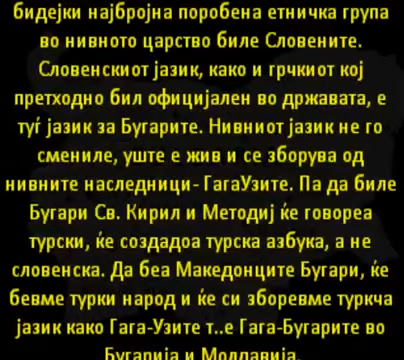 бидејки најбројна поробена етничка група
во нивното царство биле Словените.
Словенскиот јазик, како и грчкиот кој
претходно бил официјален во државата, е
туѓ јазик за Бугарите. Нивниот јазик не го
смениле, уште е жив и се зборува од
нивните наследници- ГагаУзите. Па да биле
Бугари Св. Кирил и Методиј ќе говореа
турски, ќе создадоа турска азбука, а не
словенска. Да беа Македонците Бугари, ќе
бевме турки народ и ќе си зборевме туркча
јазик како Гага-Узите т..е Гага-Бугарите во
Бугарија и Молдавија.